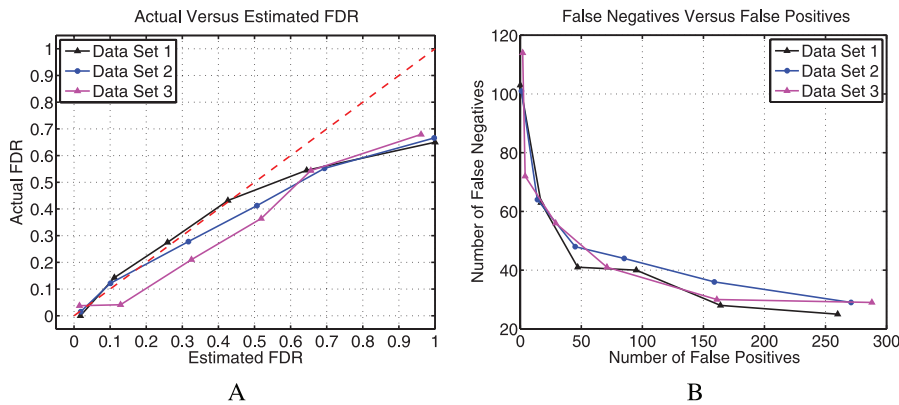 Actual Versus Estimated FDR
Data Set 1
Data Set 2
Data Set 3
1
0.9
0.8
0.7
0.6
0.5
0.4
0.3
0.2
0.1
0
Actual FDR
0 0.1 0.2 0.3 0.4 0.5 0.6 0.7 0.8 0.9 1
Estimated FDR
A
False Negatives Versus False Positives
Data Set 1
Data Set 2
Data Set 3
120
100
80
60
40
20
Number of False Negatives
0 50 100 150 200 250 300
Number of False Positives
B